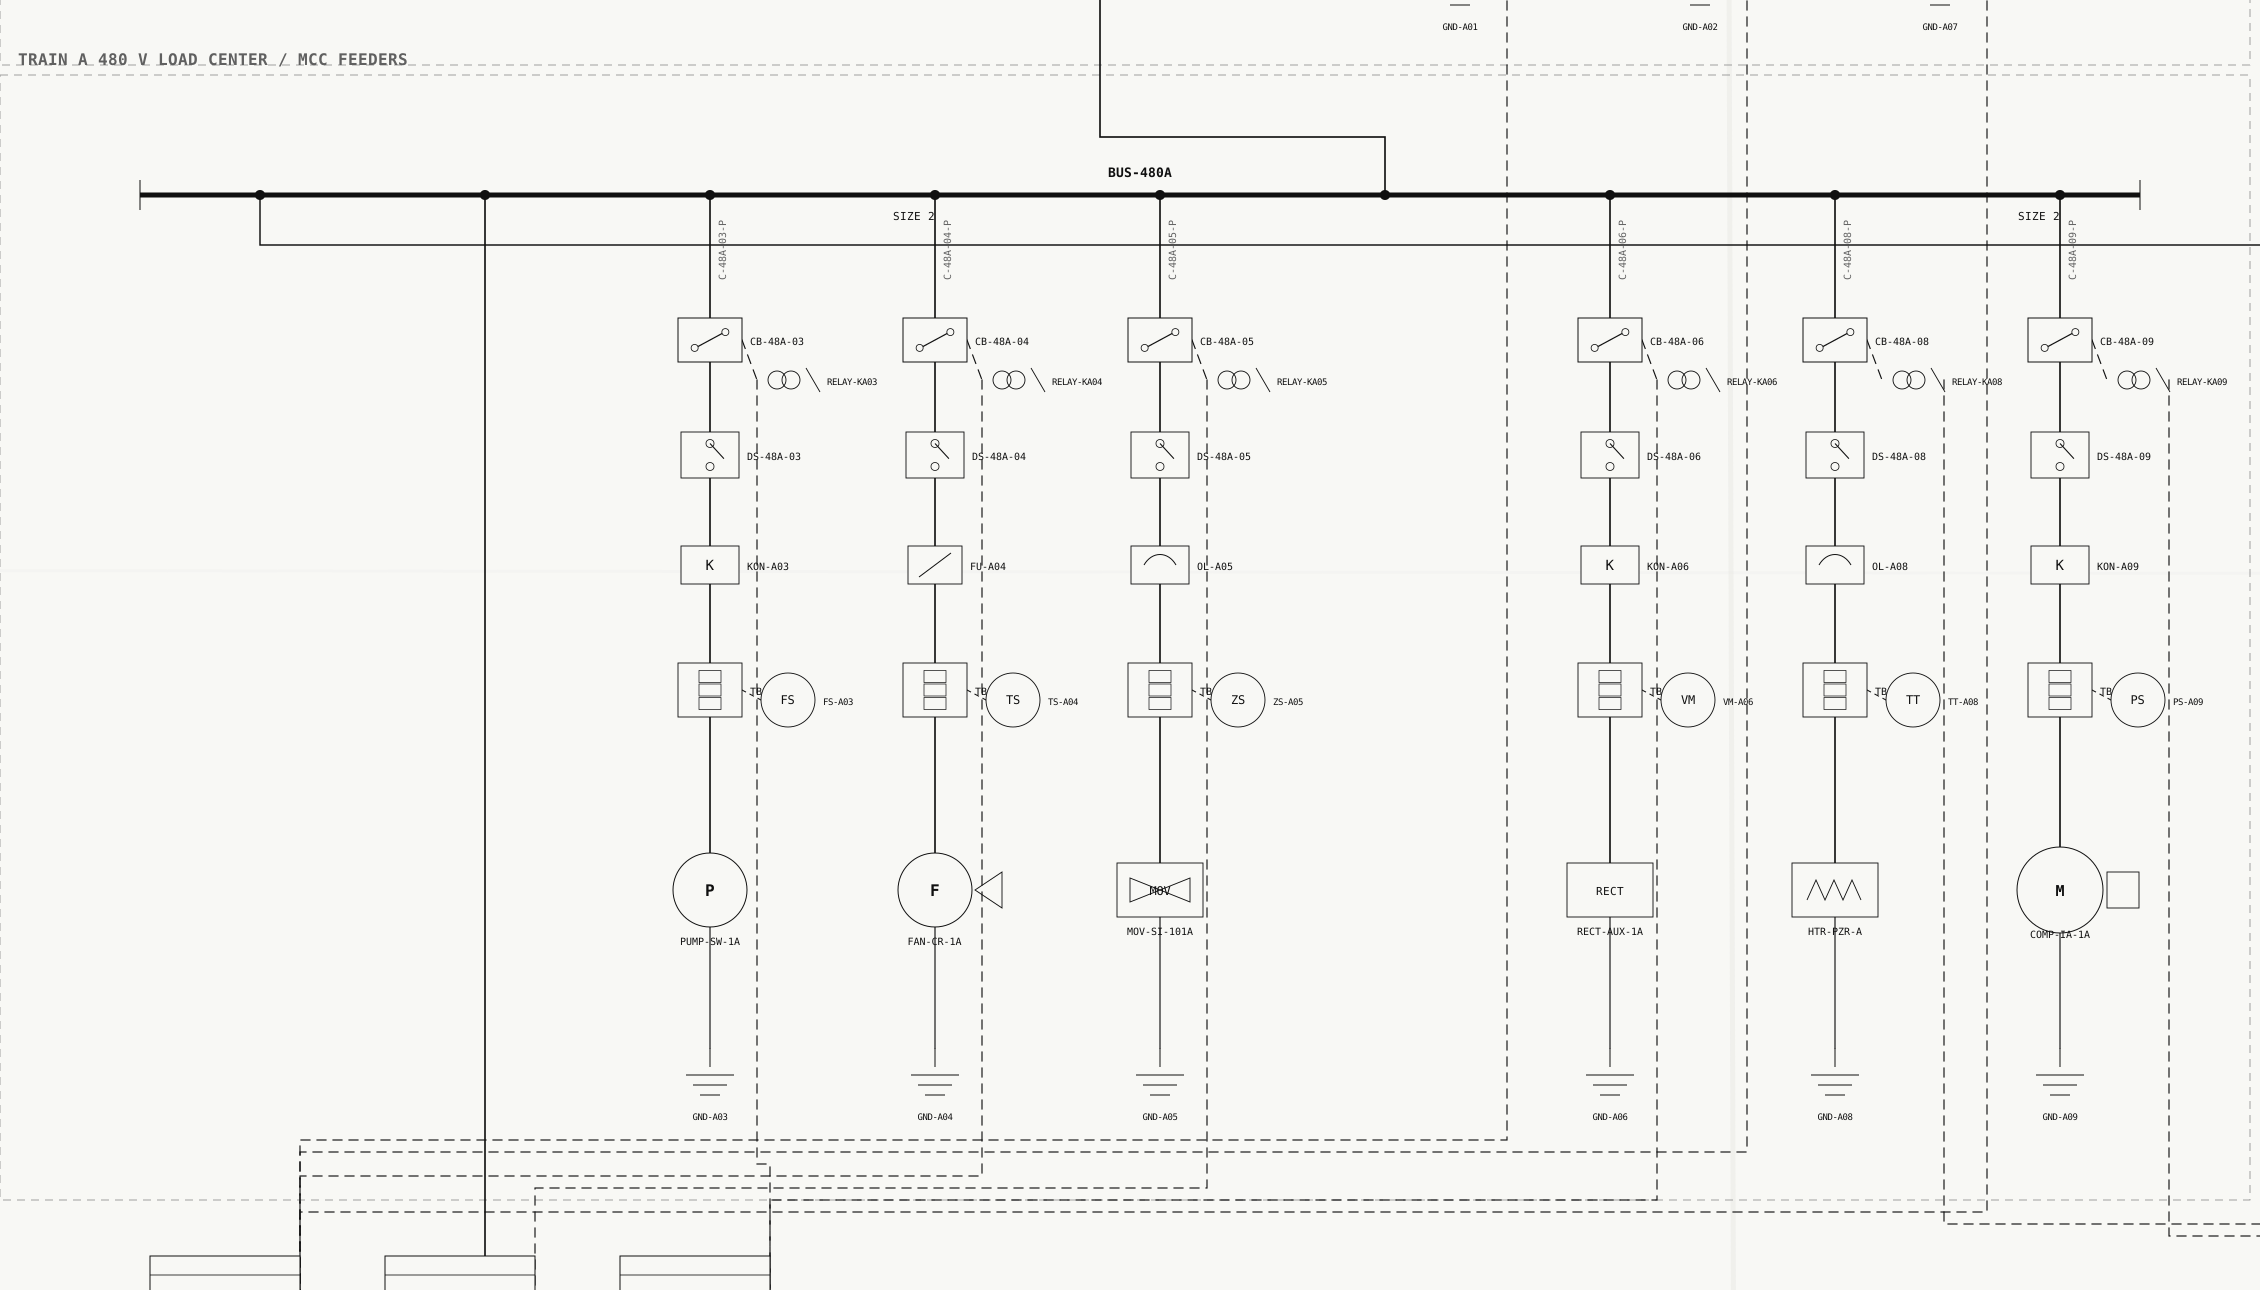 GND-A01 GND-A02 GND-A07
TRAIN A 480 V LOAD CENTER / MCC FEEDERS
BUS-480A
SIZE 2 SIZE 2
C-48A-03-P C-48A-04-P C-48A-05-P C-48A-06-P C-48A-08-P C-48A-09-P
CB-48A-03 CB-48A-04 CB-48A-05 CB-48A-06 CB-48A-08 CB-48A-09
RELAY-KA03 RELAY-KA04 RELAY-KA05 RELAY-KA06 RELAY-KA08 RELAY-KA09
DS-48A-03 DS-48A-04 DS-48A-05 DS-48A-06 DS-48A-08 DS-48A-09
K KON-A03 FU-A04 OL-A05 K KON-A06 OL-A08 K KON-A09
TB FS FS-A03 TB TS TS-A04 TB ZS ZS-A05 TB VM VM-A06 TB TT TT-A08 TB PS PS-A09
P F MOV RECT M
PUMP-SW-1A FAN-CR-1A MOV-SI-101A RECT-AUX-1A HTR-PZR-A COMP-IA-1A
GND-A03 GND-A04 GND-A05 GND-A06 GND-A08 GND-A09